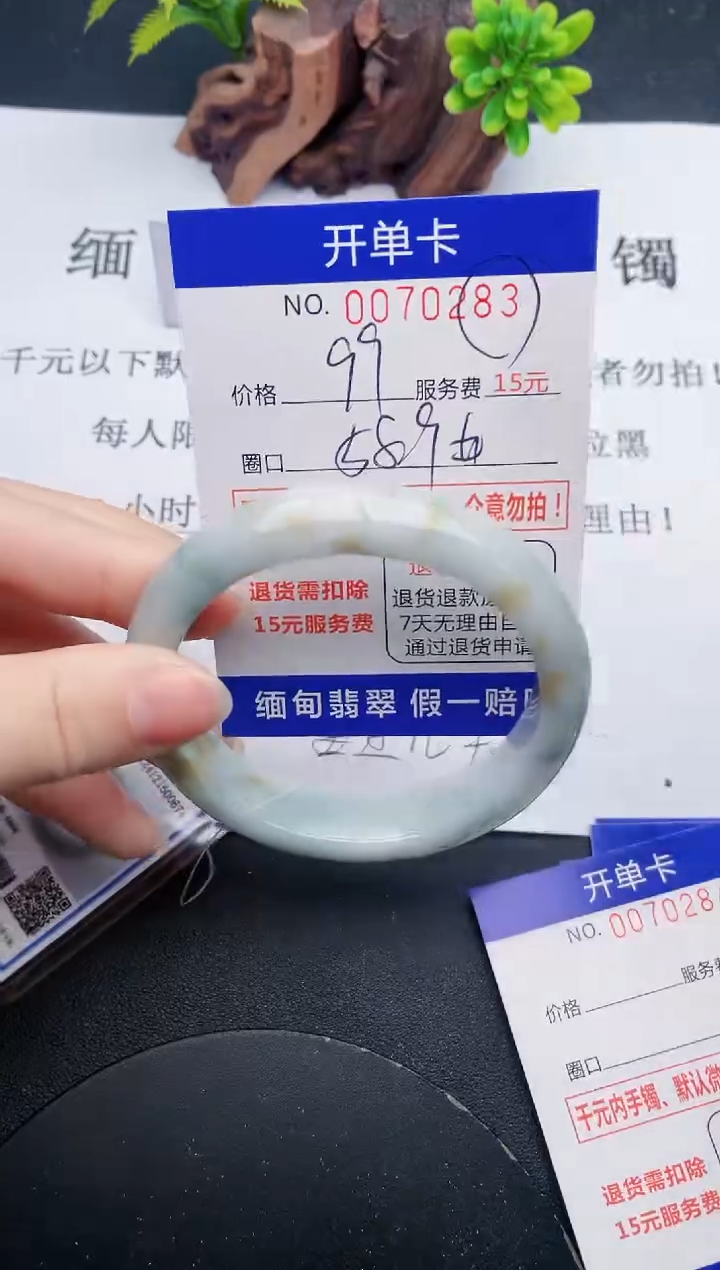 缅
镯
开单卡
NO. 0070283
千元以下默
者勿拍！
价格 99 服务费 15元
每人限
拉黑
圈口 589
小时
理由！
介意勿拍！
退货需扣除
15元服务费
退货退款
7天无理由
通过退货申请
缅甸翡翠 假一赔
开单卡
NO. 007028
价格 服务费
圈口
千元内手镯、默认微
退货需扣除
15元服务费